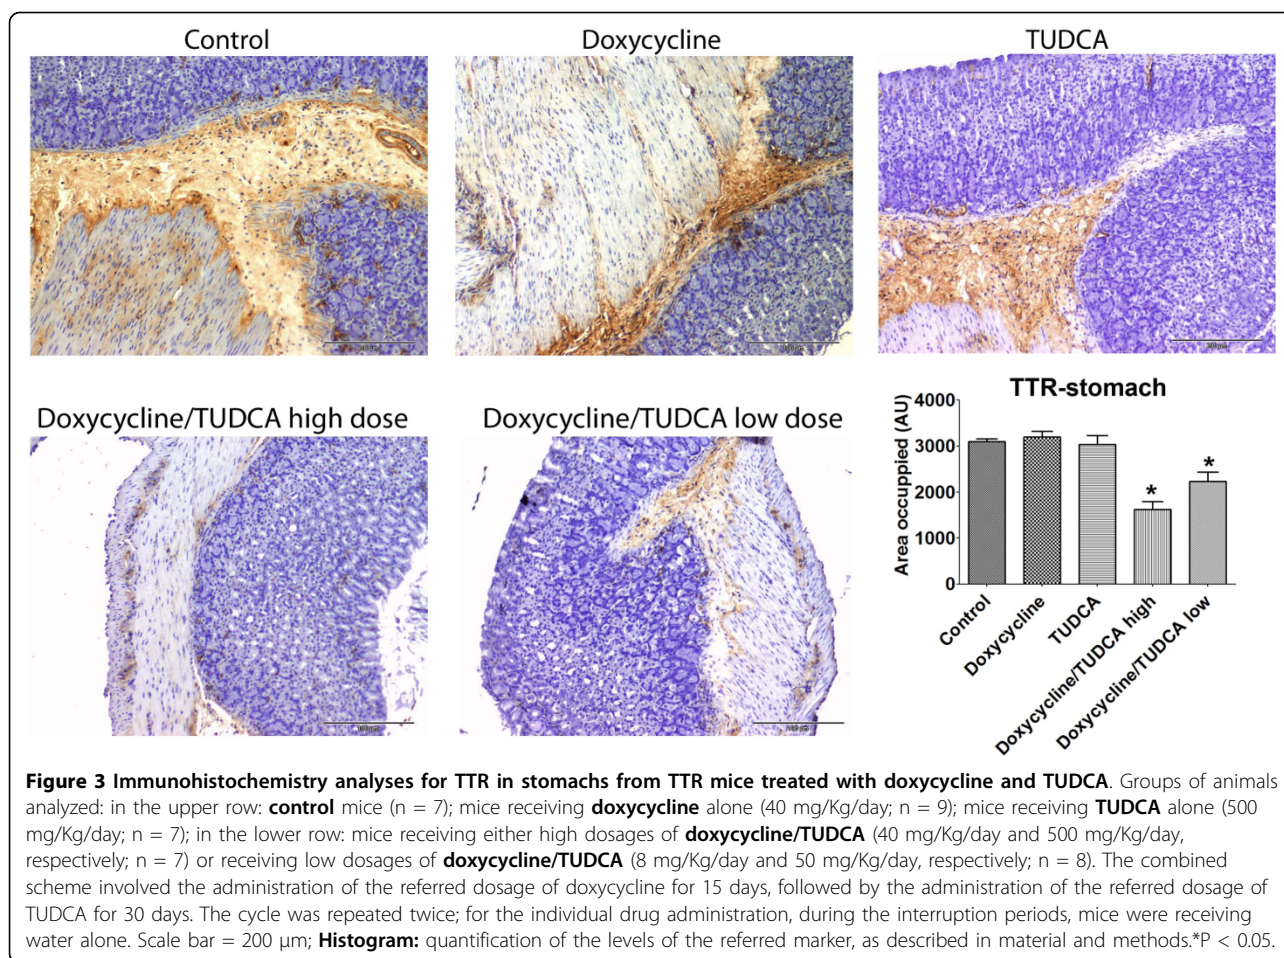 Control
Doxycycline
TUDCA
Doxycycline/TUDCA high dose
Doxycycline/TUDCA low dose
TTR-stomach
Area occuppied (AU)
4000
3000
2000
1000
0
*
*
Control
Doxycycline
TUDCA
Doxycycline/TUDCA high
Doxycycline/TUDCA low
Figure 3 Immunohistochemistry analyses for TTR in stomachs from TTR mice treated with doxycycline and TUDCA. Groups of animals
analyzed: in the upper row: control mice (n = 7); mice receiving doxycycline alone (40 mg/Kg/day; n = 9); mice receiving TUDCA alone (500
mg/Kg/day; n = 7); in the lower row: mice receiving either high dosages of doxycycline/TUDCA (40 mg/Kg/day and 500 mg/Kg/day,
respectively; n = 7) or receiving low dosages of doxycycline/TUDCA (8 mg/Kg/day and 50 mg/Kg/day, respectively; n = 8). The combined
scheme involved the administration of the referred dosage of doxycycline for 15 days, followed by the administration of the referred dosage of
TUDCA for 30 days. The cycle was repeated twice; for the individual drug administration, during the interruption periods, mice were receiving
water alone. Scale bar = 200 μm; Histogram: quantification of the levels of the referred marker, as described in material and methods.*P < 0.05.